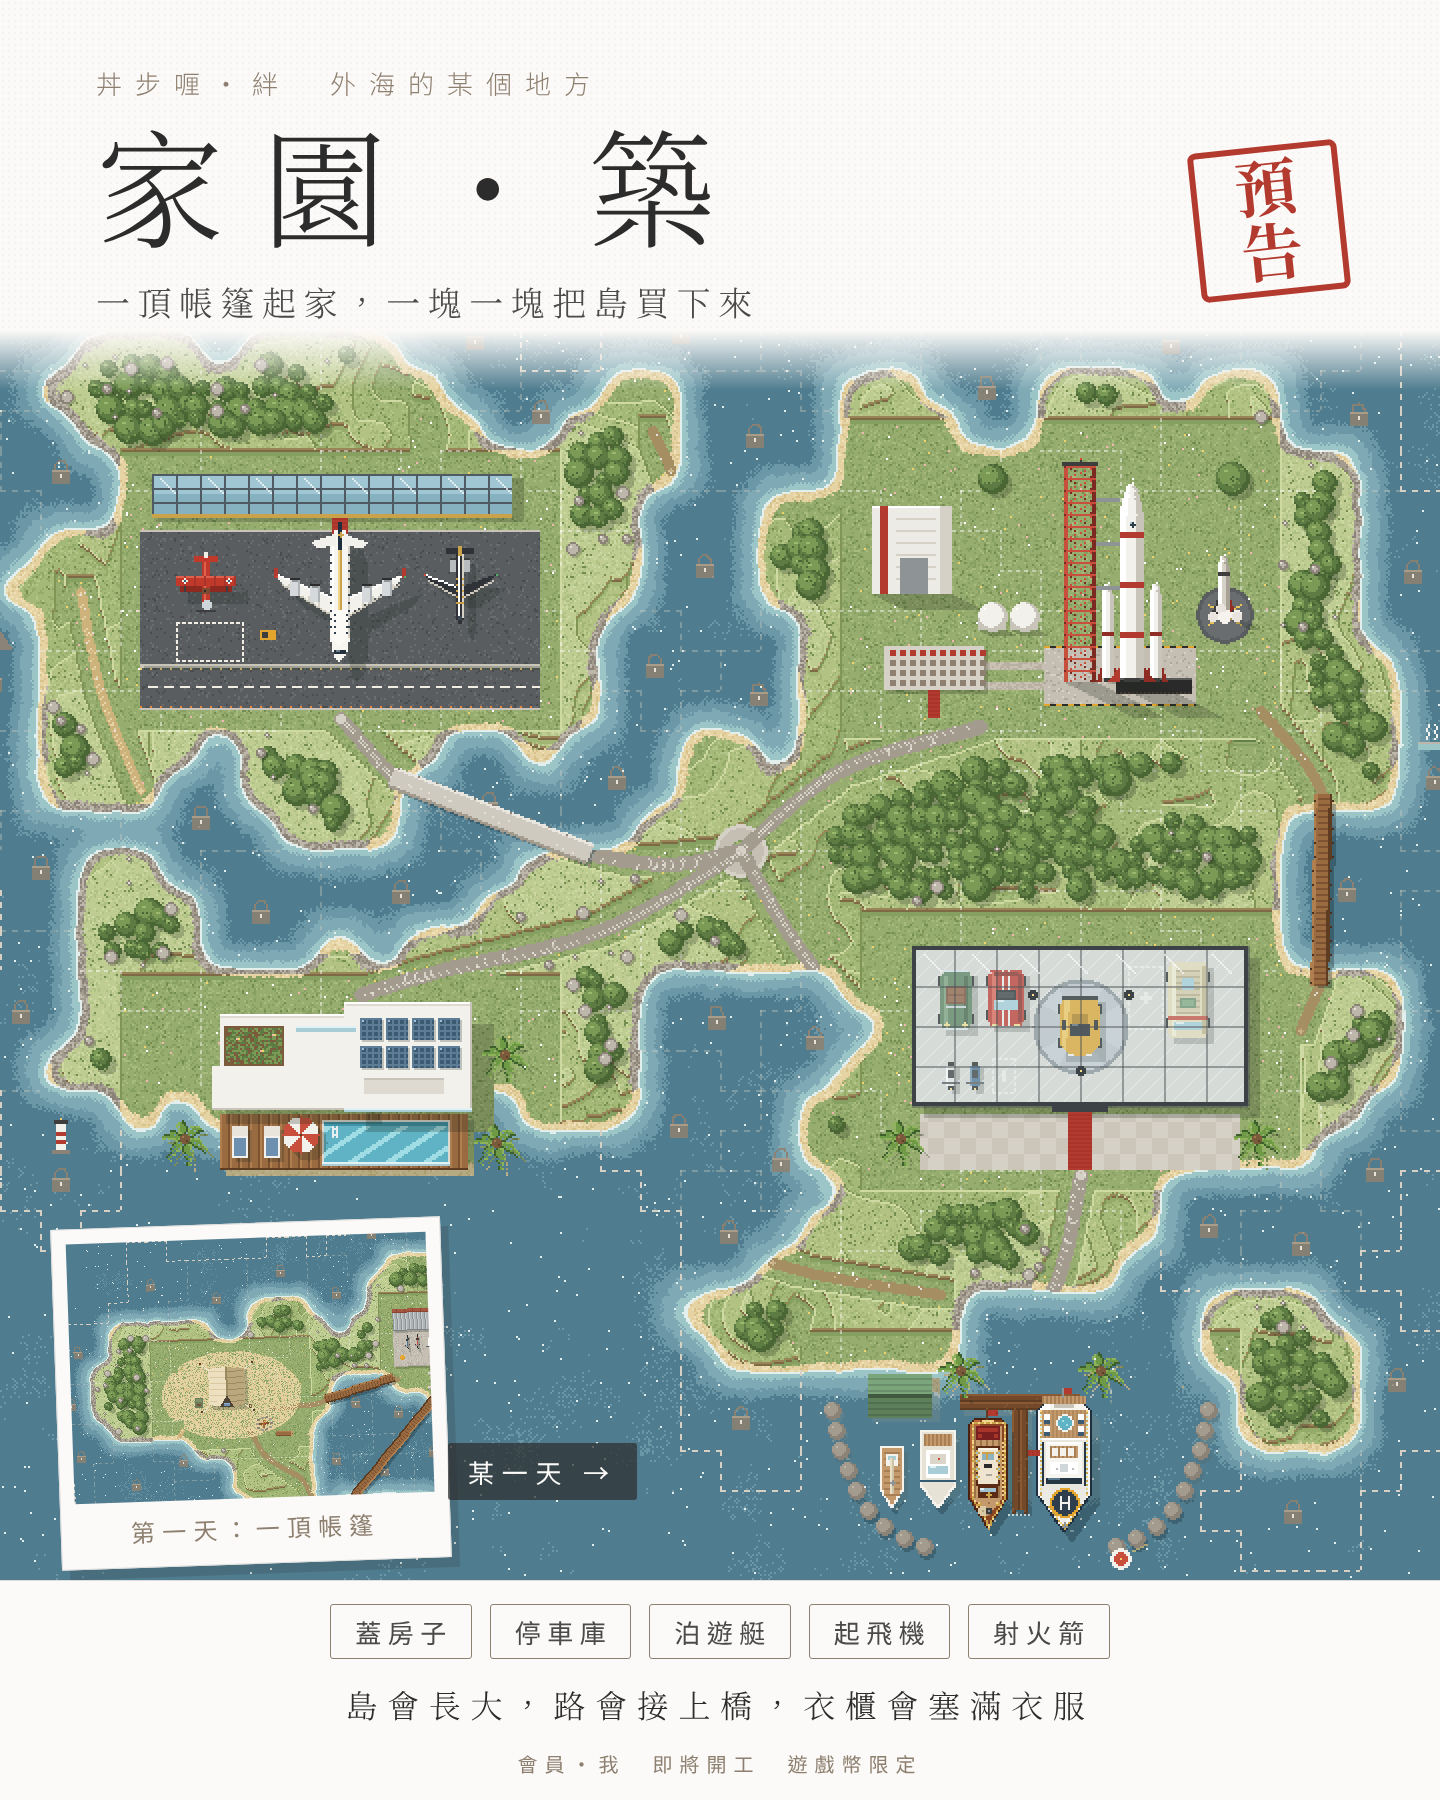 丼步喱・絆 外海的某個地方
家園・築
預告
一頂帳篷起家，一塊一塊把島買下來
H
某一天 →
第一天：一頂帳篷
蓋房子 停車庫 泊遊艇 起飛機 射火箭
島會長大，路會接上橋，衣櫃會塞滿衣服
會員・我 即將開工 遊戲幣限定